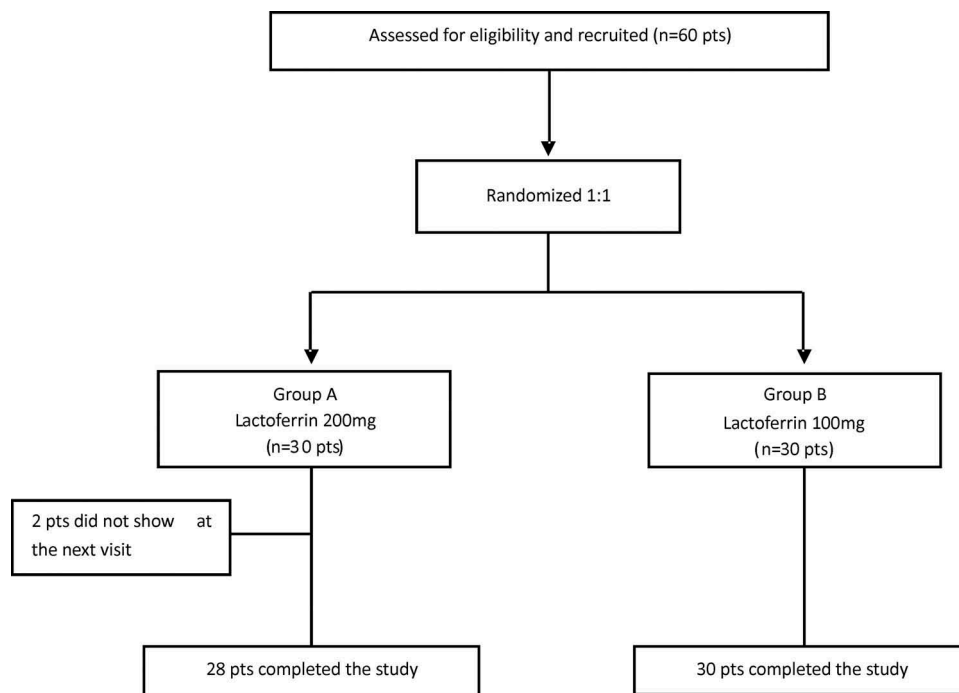 Assessed for eligibility and recruited (n=60 pts)
Randomized 1:1
Group A
Lactoferrin 200mg
(n=30 pts)
Group B
Lactoferrin 100mg
(n=30 pts)
2 pts did not show at
the next visit
28 pts completed the study
30 pts completed the study